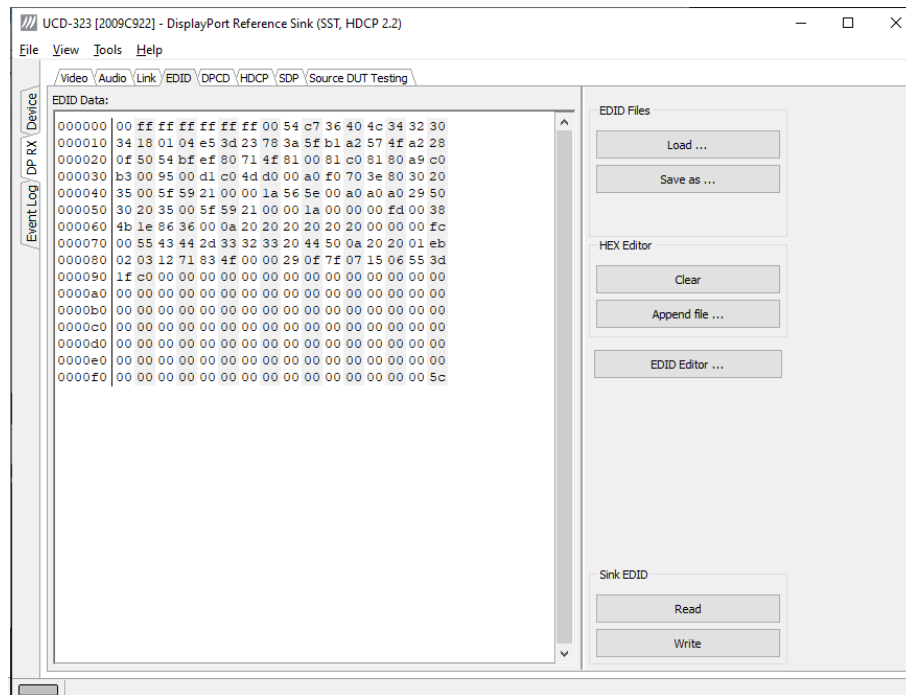 UCD-323 [2009C922] - DisplayPort Reference Sink (SST, HDCP 2.2)
File View Tools Help
Video Audio Link EDID DPCD HDCP SDP Source DUT Testing
Device
DP RX
Event Log
EDID Data:
000000 00 ff ff ff ff ff ff 00 54 c7 36 40 4c 34 32 30
000010 34 18 01 04 e5 3d 23 78 3a 5f b1 a2 57 4f a2 28
000020 0f 50 54 bf ef 80 71 4f 81 00 81 c0 81 80 a9 c0
000030 b3 00 95 00 d1 c0 4d d0 00 a0 f0 70 3e 80 30 20
000040 35 00 5f 59 21 00 00 1a 56 5e 00 a0 a0 a0 29 50
000050 30 20 35 00 5f 59 21 00 00 1a 00 00 00 fd 00 38
000060 4b 1e 86 36 00 0a 20 20 20 20 20 20 00 00 00 fc
000070 00 55 43 44 2d 33 32 33 20 44 50 0a 20 20 01 eb
000080 02 03 12 71 83 4f 00 00 29 0f 7f 07 15 06 55 3d
000090 1f c0 00 00 00 00 00 00 00 00 00 00 00 00 00 00
0000a0 00 00 00 00 00 00 00 00 00 00 00 00 00 00 00 00
0000b0 00 00 00 00 00 00 00 00 00 00 00 00 00 00 00 00
0000c0 00 00 00 00 00 00 00 00 00 00 00 00 00 00 00 00
0000d0 00 00 00 00 00 00 00 00 00 00 00 00 00 00 00 00
0000e0 00 00 00 00 00 00 00 00 00 00 00 00 00 00 00 00
0000f0 00 00 00 00 00 00 00 00 00 00 00 00 00 00 00 5c
EDID Files
Load ...
Save as ...
HEX Editor
Clear
Append file ...
EDID Editor ...
Sink EDID
Read
Write